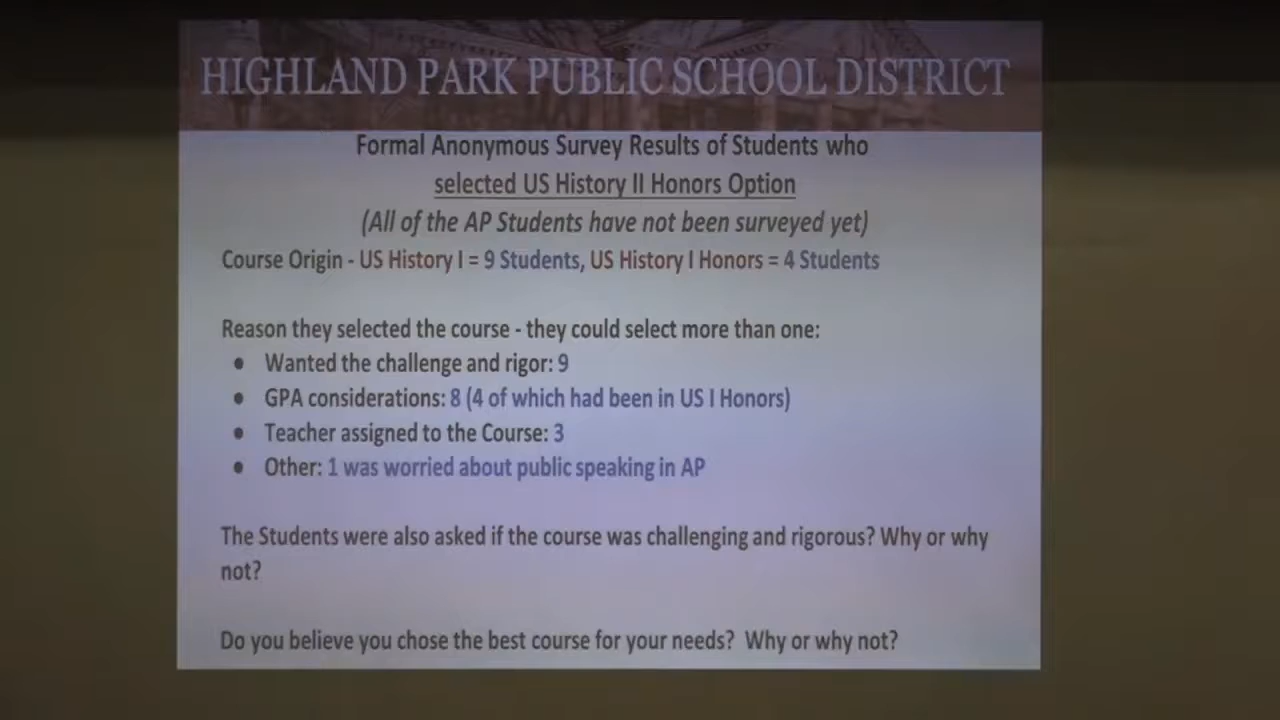 HIGHLAND PARK PUBLIC SCHOOL DISTRICT
Formal Anonymous Survey Results of Students who
selected US History II Honors Option
(All of the AP Students have not been surveyed yet)
Course Origin - US History I = 9 Students, US History I Honors = 4 Students
Reason they selected the course - they could select more than one:
• Wanted the challenge and rigor: 9
• GPA considerations: 8 (4 of which had been in US I Honors)
• Teacher assigned to the Course: 3
• Other: 1 was worried about public speaking in AP
The Students were also asked if the course was challenging and rigorous? Why or why
not?
Do you believe you chose the best course for your needs? Why or why not?